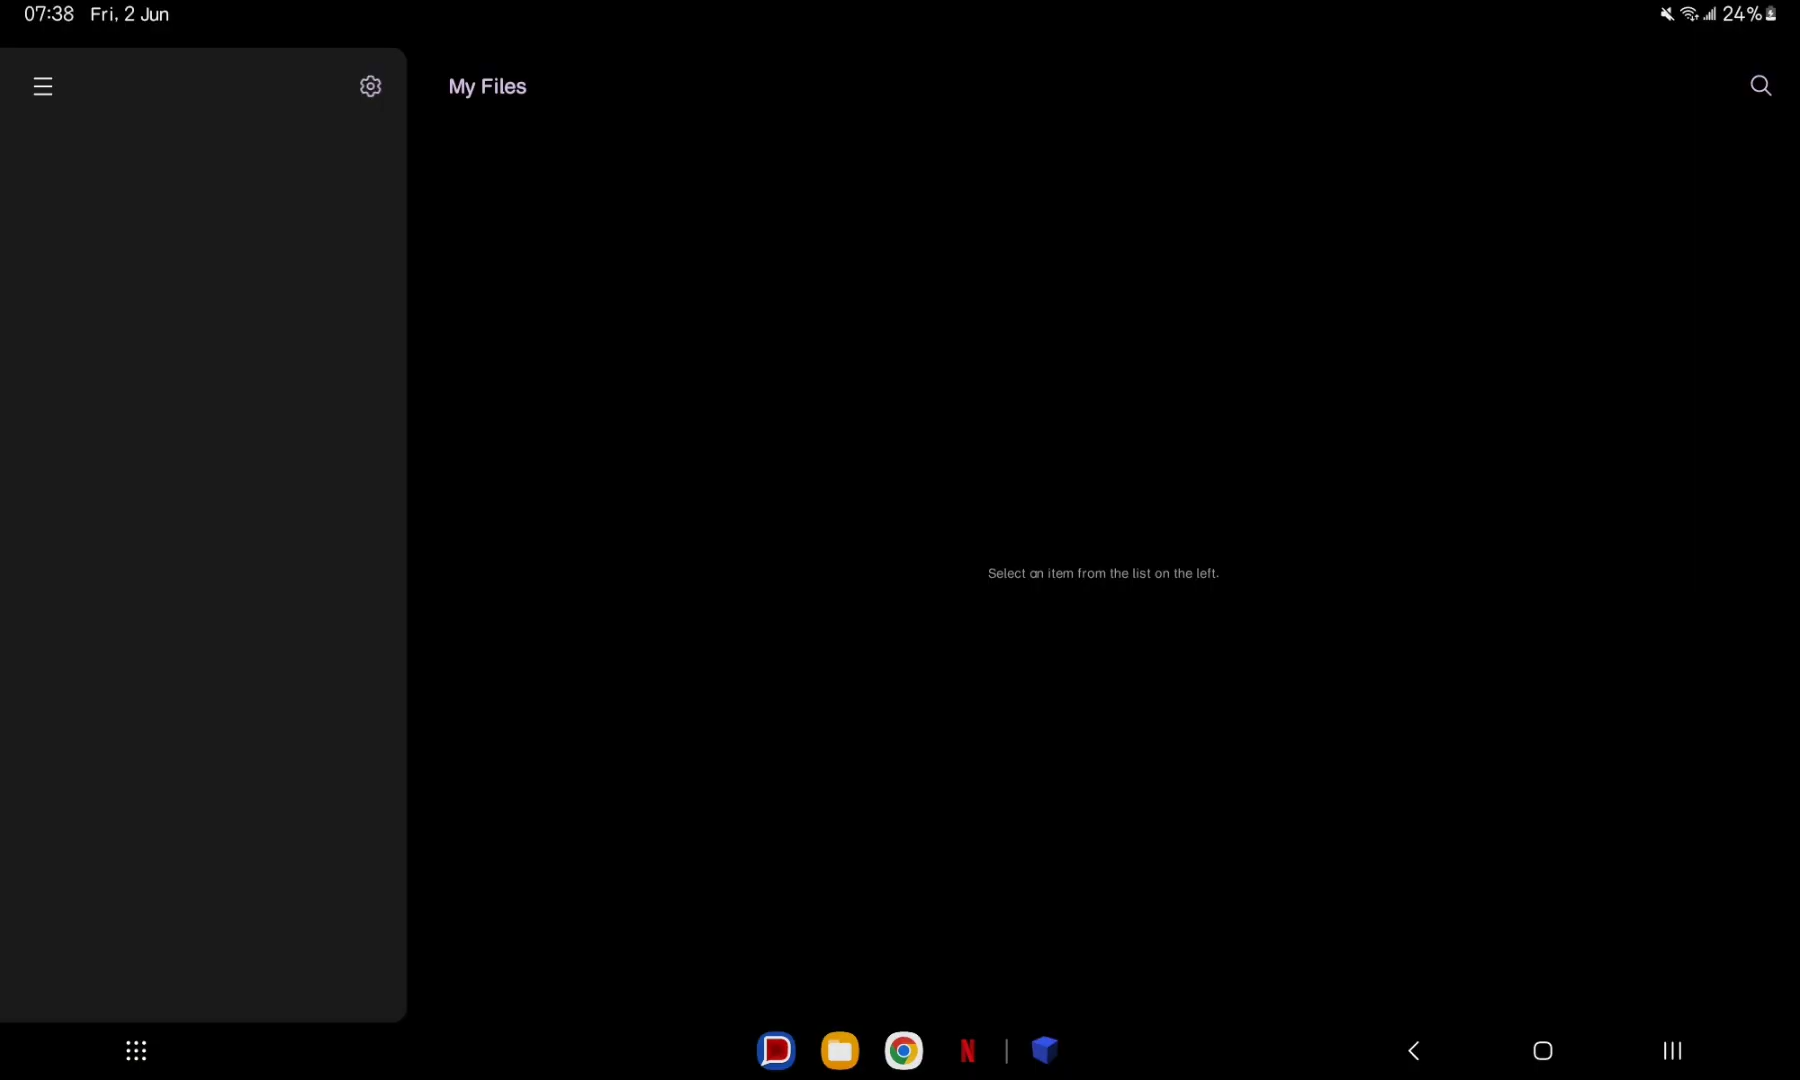 07:38 Fri, 2 Jun
24%
My Files
Select an item from the list on the left.